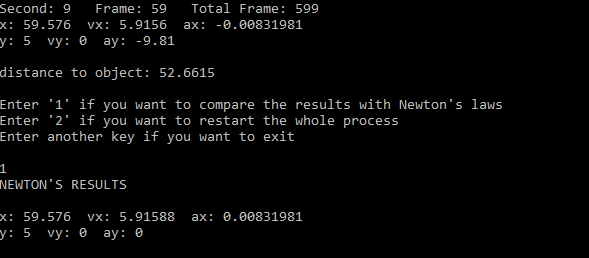 Second: 9   Frame: 59   Total Frame: 599
x: 59.576  vx: 5.9156  ax: -0.00831981
y: 5  vy: 0  ay: -9.81
distance to object: 52.6615
Enter '1' if you want to compare the results with Newton's laws
Enter '2' if you want to restart the whole process
Enter another key if you want to exit
1
NEWTON'S RESULTS
x: 59.576  vx: 5.91588  ax: 0.00831981
y: 5  vy: 0  ay: 0